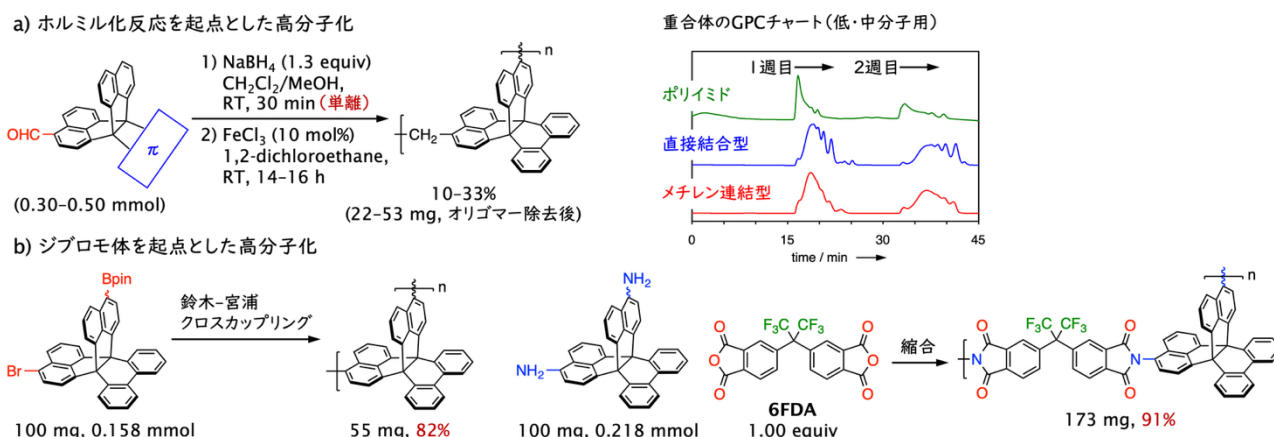 a) ホルミル化反応を起点とした高分子化
OHC
π
(0.30–0.50 mmol)
1) NaBH4 (1.3 equiv)
CH2Cl2/MeOH,
RT, 30 min (単離)
2) FeCl3 (10 mol%)
1,2-dichloroethane,
RT, 14–16 h
n
CH2
10–33%
(22–53 mg, オリゴマー除去後)
重合体のGPCチャート(低・中分子用)
1週目
2週目
ポリイミド
直接結合型
メチレン連結型
0 15 30 45
time / min
b) ジブロモ体を起点とした高分子化
Bpin
Br
100 mg, 0.158 mmol
鈴木–宮浦
クロスカップリング
n
55 mg, 82%
NH2
NH2
100 mg, 0.218 mmol
F3C CF3
O O
O O
O O
6FDA
1.00 equiv
縮合
n
F3C CF3
O O
N N
O O
173 mg, 91%